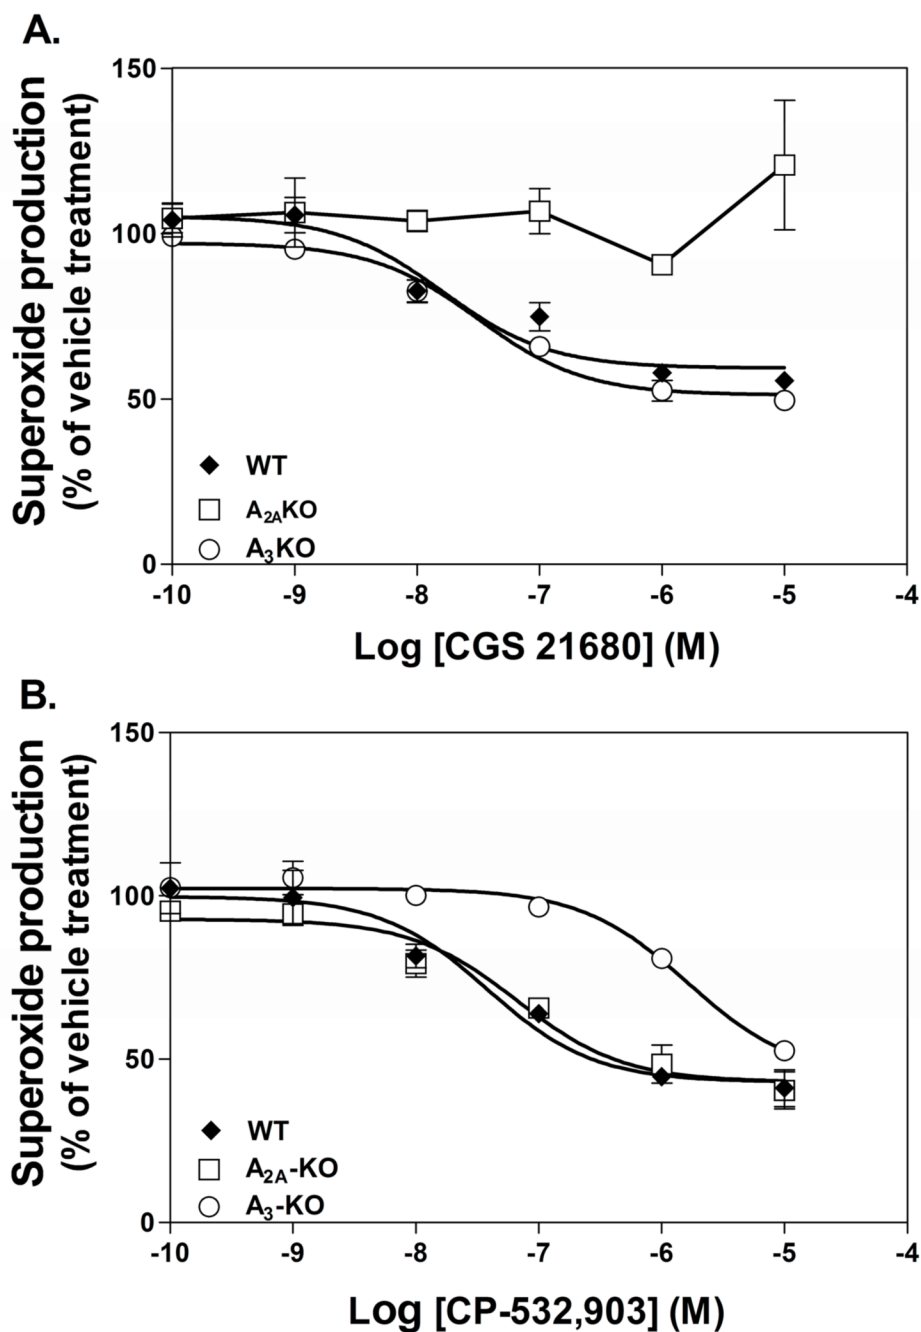 A.
Superoxide production
(% of vehicle treatment)
150
100
50
0
WT
A₂ₐKO
A₃KO
-10 -9 -8 -7 -6 -5 -4
Log [CGS 21680] (M)
B.
Superoxide production
(% of vehicle treatment)
150
100
50
0
WT
A₂ₐ-KO
A₃-KO
-10 -9 -8 -7 -6 -5 -4
Log [CP-532,903] (M)